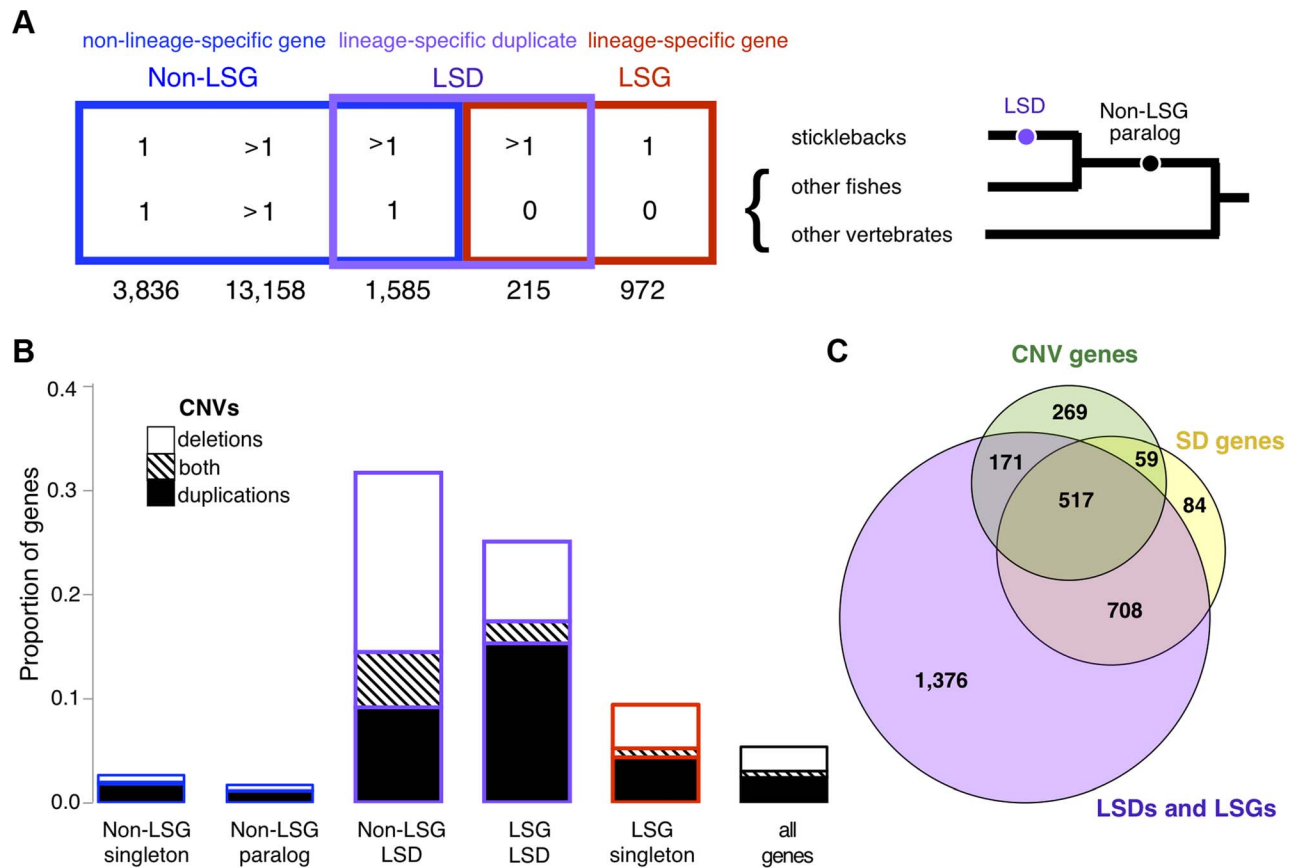 A
non-lineage-specific gene lineage-specific duplicate lineage-specific gene
Non-LSG LSD LSG
1 >1 >1 >1 1
1 >1 1 0 0
3,836 13,158 1,585 215 972
sticklebacks
{ other fishes
other vertebrates
LSD
Non-LSG
paralog
B
Proportion of genes
0.4
0.3
0.2
0.1
0.0
CNVs
deletions
both
duplications
Non-LSG
singleton
Non-LSG
paralog
Non-LSG
LSD
LSG
LSD
LSG
singleton
all
genes
C
CNV genes
269
SD genes
171
59
517
84
708
1,376
LSDs and LSGs